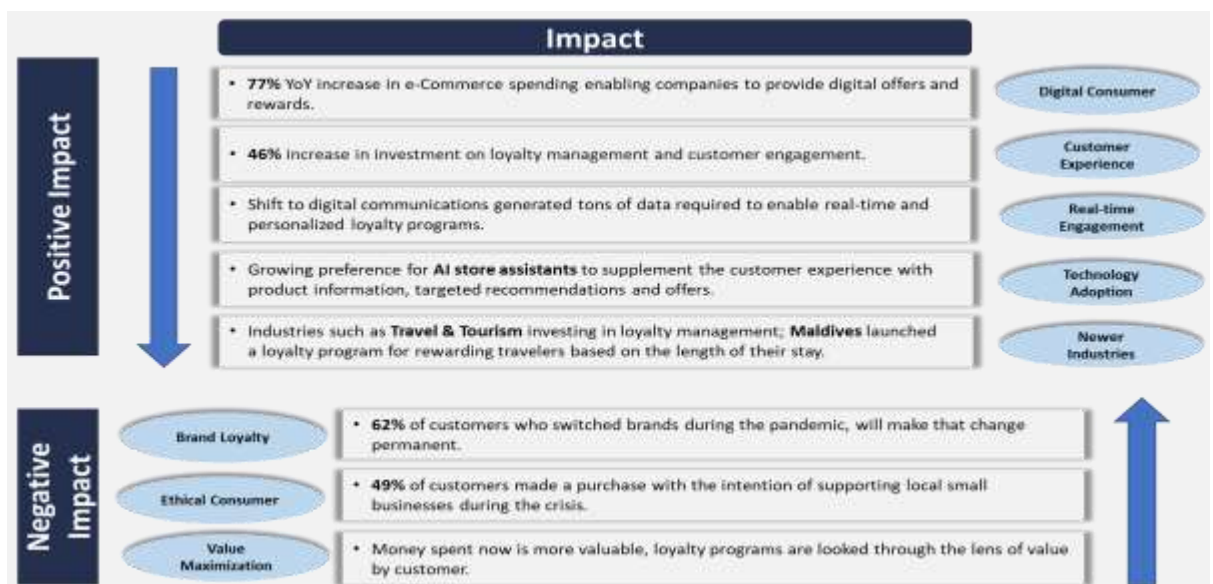 Impact
Positive Impact
• 77% YoY increase in e-Commerce spending enabling companies to provide digital offers and
rewards.
Digital Consumer
• 46% increase in investment on loyalty management and customer engagement.
Customer
Experience
• Shift to digital communications generated tons of data required to enable real-time and
personalized loyalty programs.
Real-time
Engagement
• Growing preference for AI store assistants to supplement the customer experience with
product information, targeted recommendations and offers.
Technology
Adoption
• Industries such as Travel & Tourism investing in loyalty management; Maldives launched
a loyalty program for rewarding travelers based on the length of their stay.
Newer
Industries
Negative
Impact
Brand Loyalty
• 62% of customers who switched brands during the pandemic, will make that change
permanent.
Ethical Consumer
• 49% of customers made a purchase with the intention of supporting local small
businesses during the crisis.
Value
Maximization
• Money spent now is more valuable, loyalty programs are looked through the lens of value
by customer.